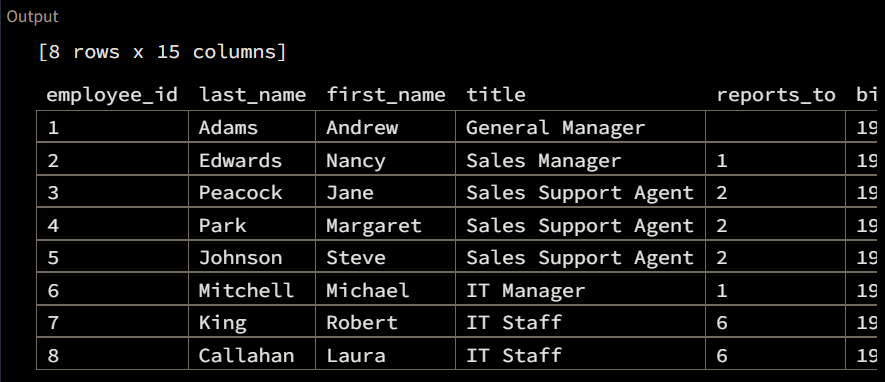 Output
[8 rows x 15 columns]
employee_id last_name first_name title reports_to bi
1 Adams Andrew General Manager 19
2 Edwards Nancy Sales Manager 1 19
3 Peacock Jane Sales Support Agent 2 19
4 Park Margaret Sales Support Agent 2 19
5 Johnson Steve Sales Support Agent 2 19
6 Mitchell Michael IT Manager 1 19
7 King Robert IT Staff 6 19
8 Callahan Laura IT Staff 6 19